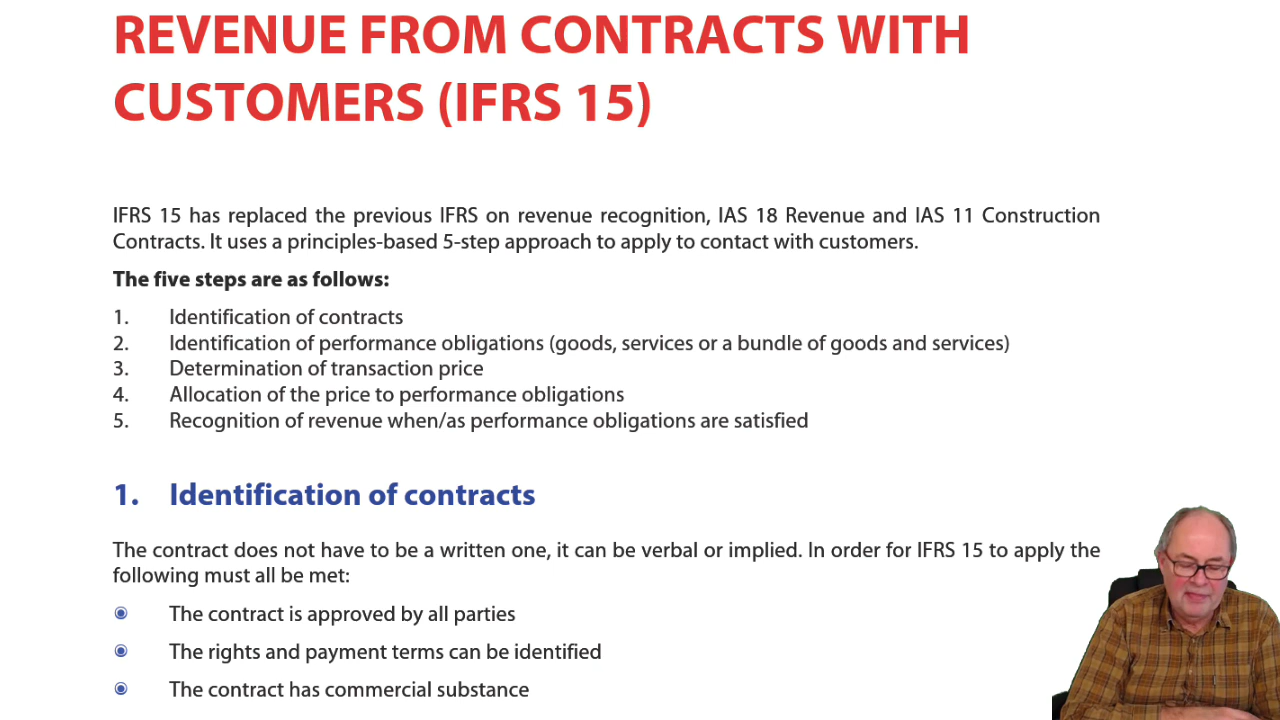 REVENUE FROM CONTRACTS WITH
CUSTOMERS (IFRS 15)
IFRS 15 has replaced the previous IFRS on revenue recognition, IAS 18 Revenue and IAS 11 Construction
Contracts. It uses a principles-based 5-step approach to apply to contact with customers.
The five steps are as follows:
1. Identification of contracts
2. Identification of performance obligations (goods, services or a bundle of goods and services)
3. Determination of transaction price
4. Allocation of the price to performance obligations
5. Recognition of revenue when/as performance obligations are satisfied
1. Identification of contracts
The contract does not have to be a written one, it can be verbal or implied. In order for IFRS 15 to apply the
following must all be met:
The contract is approved by all parties
The rights and payment terms can be identified
The contract has commercial substance